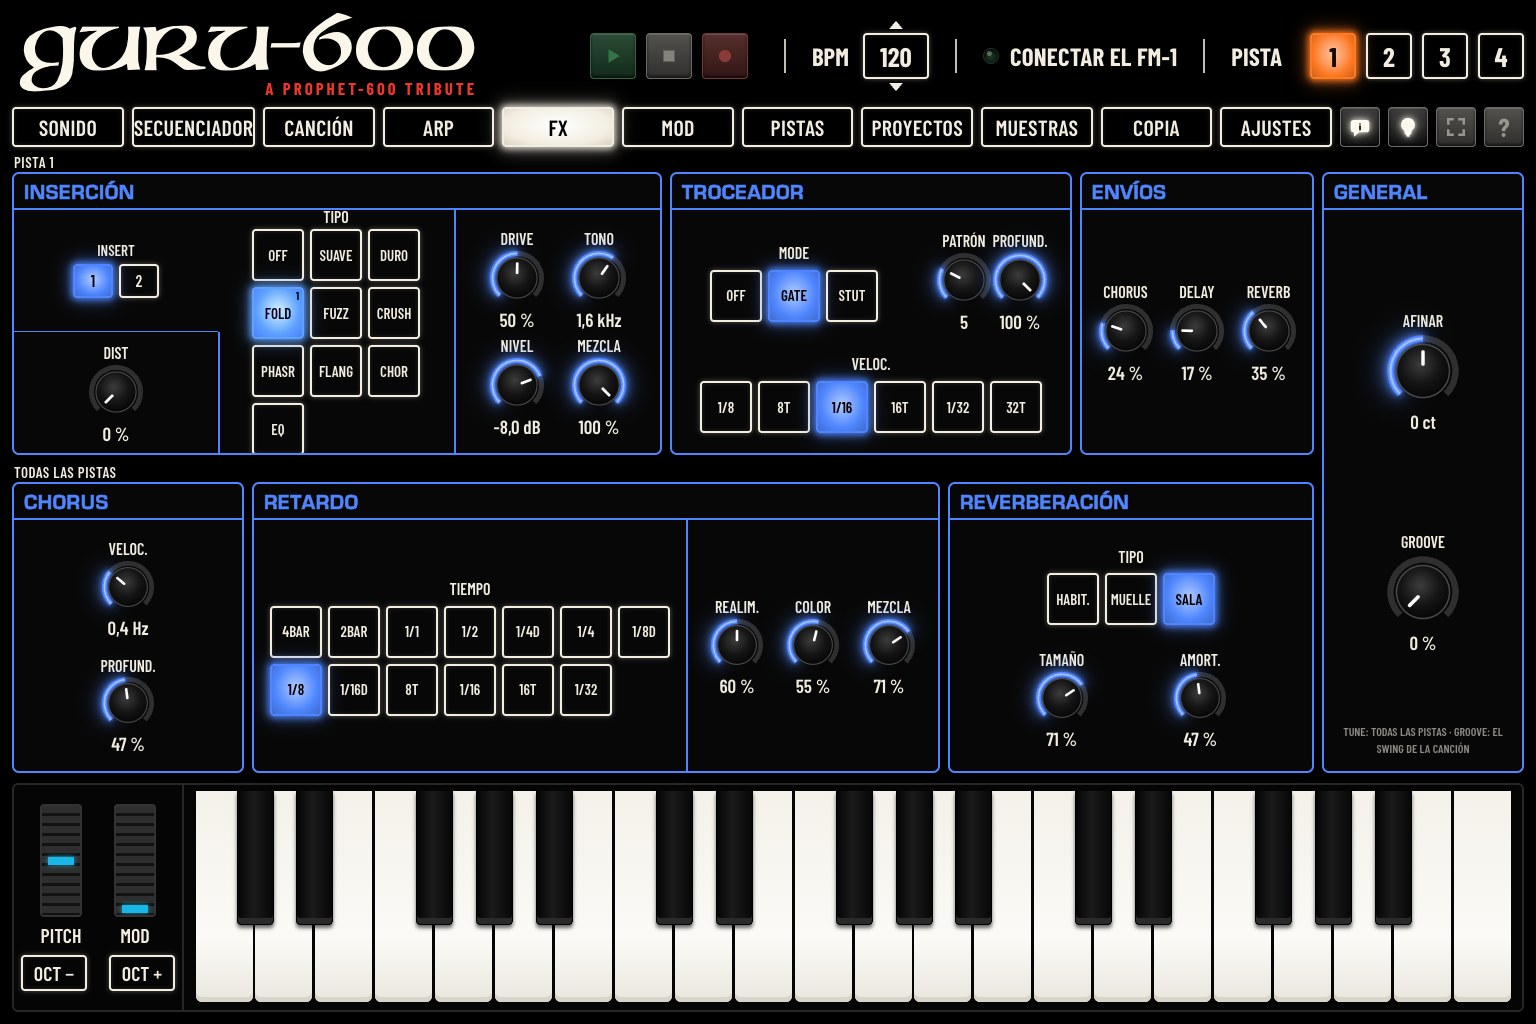 guru-600
A PROPHET-600 TRIBUTE
BPM 120
CONECTAR EL FM-1
PISTA 1 2 3 4
SONIDO SECUENCIADOR CANCIÓN ARP FX MOD PISTAS PROYECTOS MUESTRAS COPIA AJUSTES ?
PISTA 1
INSERCIÓN
INSERT
1 2
DIST
0 %
TIPO
OFF SUAVE DURO
FOLD 1 FUZZ CRUSH
PHASR FLANG CHOR
EQ
DRIVE TONO
50 % 1,6 kHz
NIVEL MEZCLA
-8,0 dB 100 %
TROCEADOR
MODE
OFF GATE STUT
PATRÓN PROFUND.
5 100 %
VELOC.
1/8 8T 1/16 16T 1/32 32T
ENVÍOS
CHORUS DELAY REVERB
24 % 17 % 35 %
GENERAL
AFINAR
0 ct
GROOVE
0 %
TUNE: TODAS LAS PISTAS · GROOVE: EL
SWING DE LA CANCIÓN
TODAS LAS PISTAS
CHORUS
VELOC.
0,4 Hz
PROFUND.
47 %
RETARDO
TIEMPO
4BAR 2BAR 1/1 1/2 1/4D 1/4 1/8D
1/8 1/16D 8T 1/16 16T 1/32
REALIM. COLOR MEZCLA
60 % 55 % 71 %
REVERBERACIÓN
TIPO
HABIT. MUELLE SALA
TAMAÑO AMORT.
71 % 47 %
PITCH MOD
OCT − OCT +